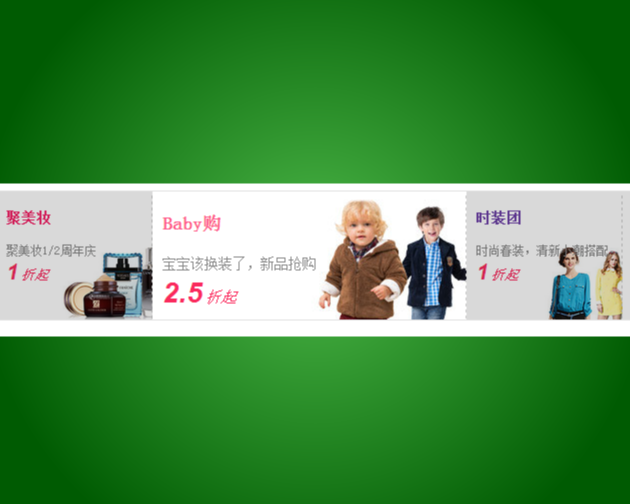 聚美妆
聚美妆1/2周年庆
1折起
Baby购
宝宝该换装了，新品抢购
2.5折起
时装团
时尚春装，清新小潮搭配
1折起